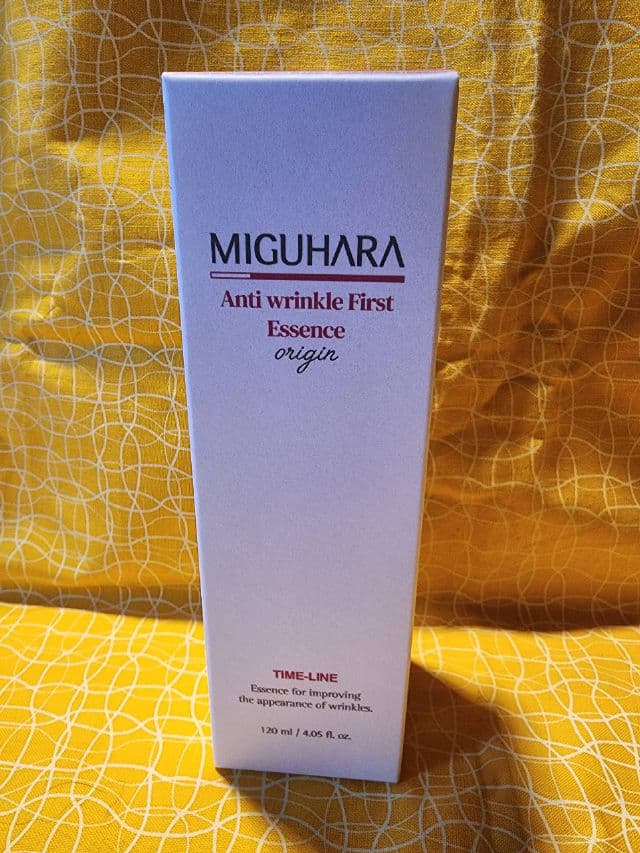 MIGUHARA
Anti wrinkle First
Essence
origin
TIME-LINE
Essence for improving
the appearance of wrinkles.
120 ml / 4.05 fl. oz.